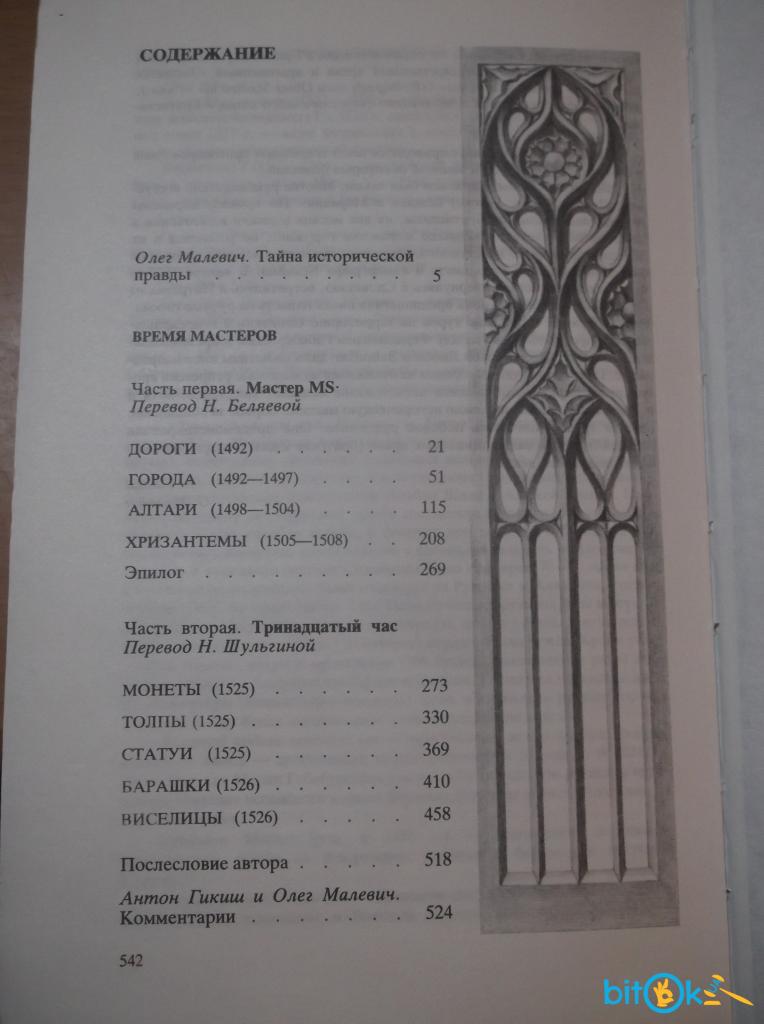 СОДЕРЖАНИЕ
Олег Малевич. Тайна исторической
правды . . . . . . . . . 5
ВРЕМЯ МАСТЕРОВ
Часть первая. Мастер MS·
Перевод Н. Беляевой
ДОРОГИ (1492) . . . . . . 21
ГОРОДА (1492—1497) . . . . 51
АЛТАРИ (1498—1504) . . . . 115
ХРИЗАНТЕМЫ (1505—1508) . . 208
Эпилог . . . . . . . . . 269
Часть вторая. Тринадцатый час
Перевод Н. Шульгиной
МОНЕТЫ (1525) . . . . . . 273
ТОЛПЫ (1525) . . . . . . . 330
СТАТУИ (1525) . . . . . . 369
БАРАШКИ (1526) . . . . . . 410
ВИСЕЛИЦЫ (1526) . . . . . 458
Послесловие автора . . . . . 518
Антон Гикиш и Олег Малевич.
Комментарии . . . . . . . 524
542
bitok